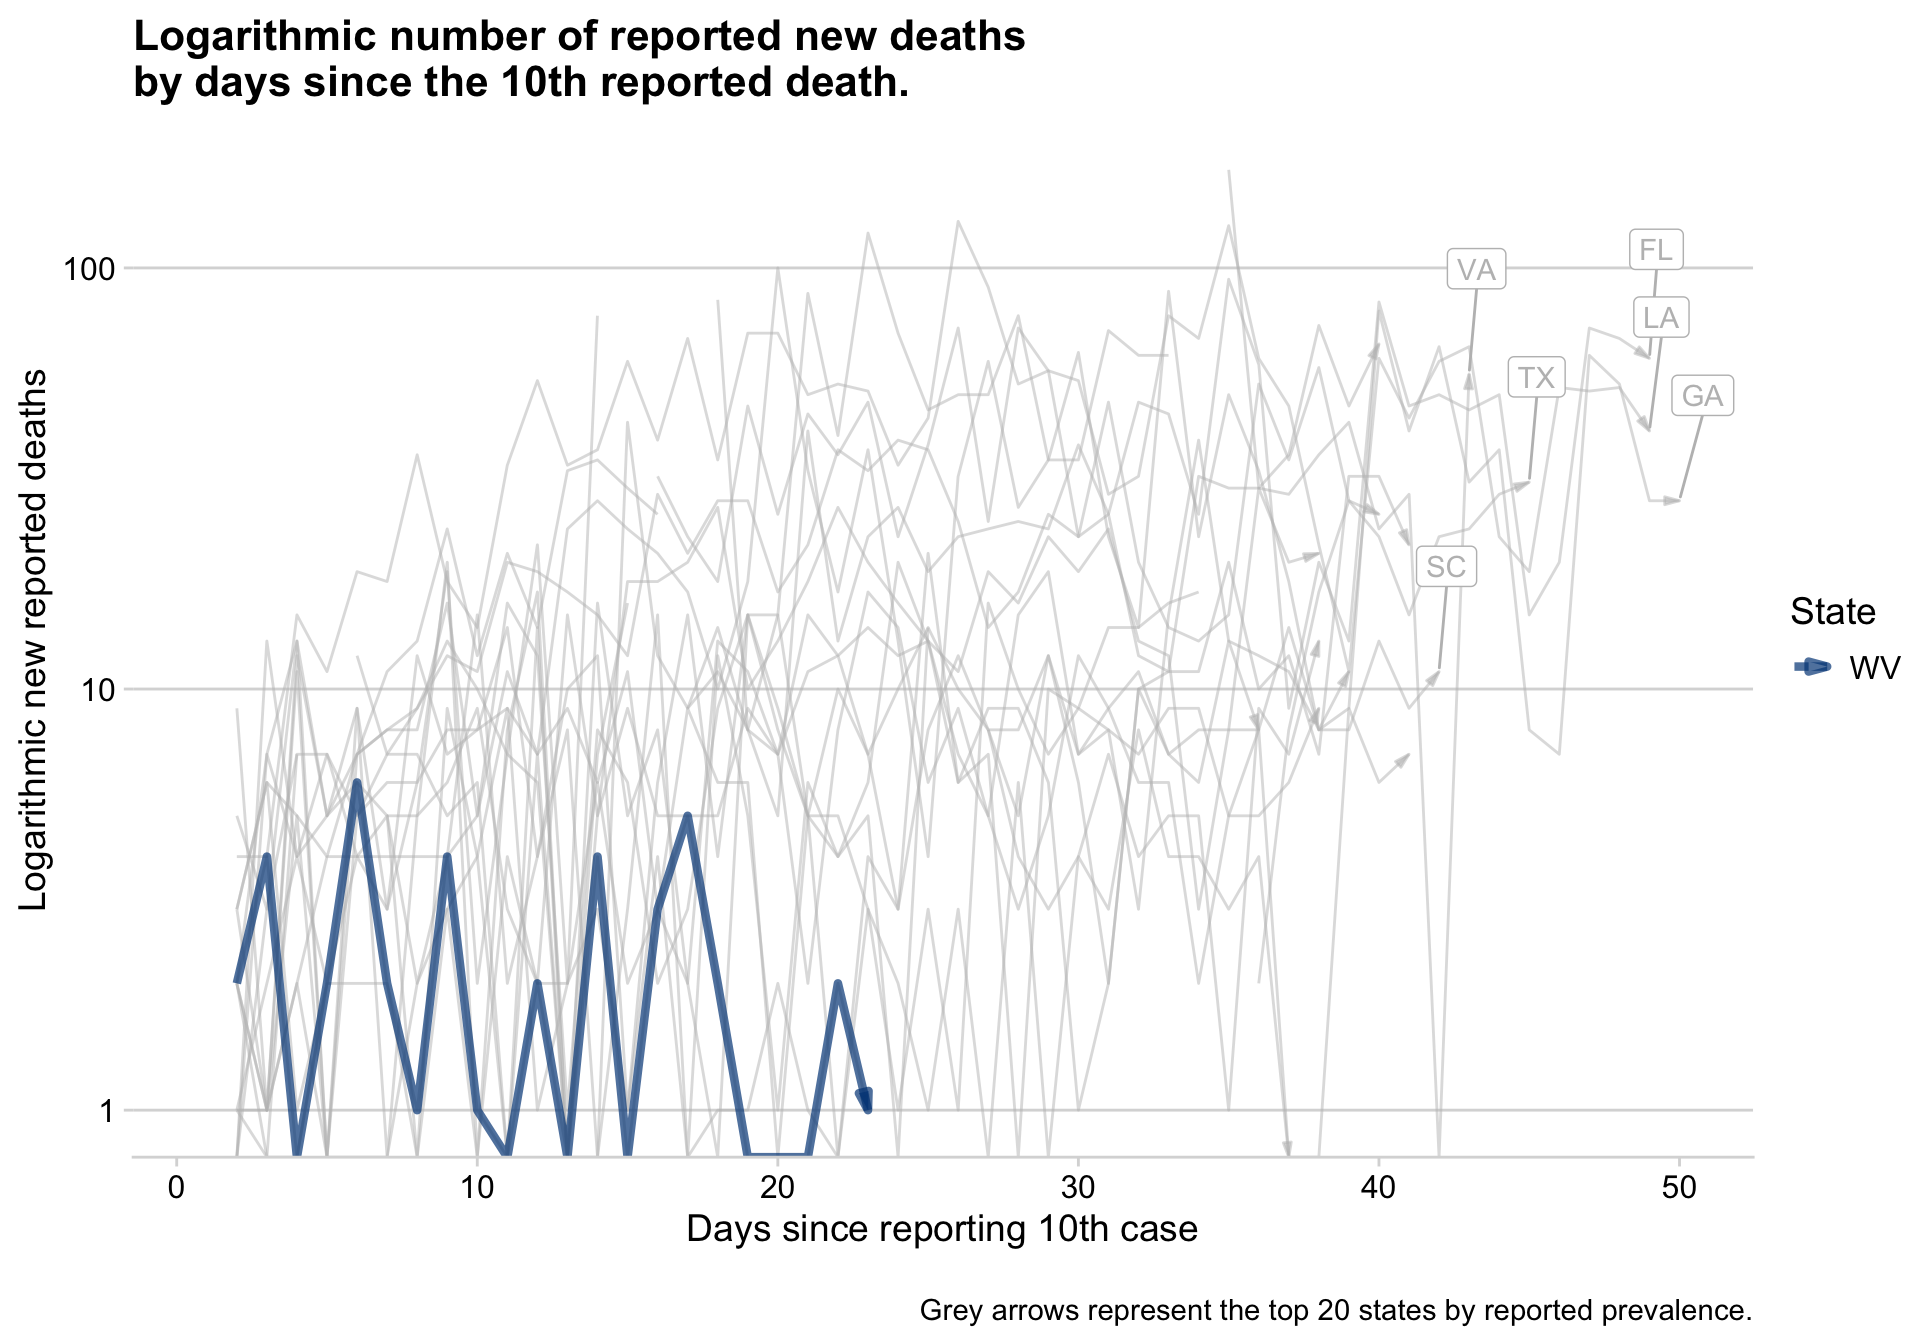 Logarithmic number of reported new deaths
by days since the 10th reported death.
Logarithmic new reported deaths
100
10
1
VA
FL
LA
TX
GA
SC
State
WV
0
10
20
30
40
50
Days since reporting 10th case
Grey arrows represent the top 20 states by reported prevalence.